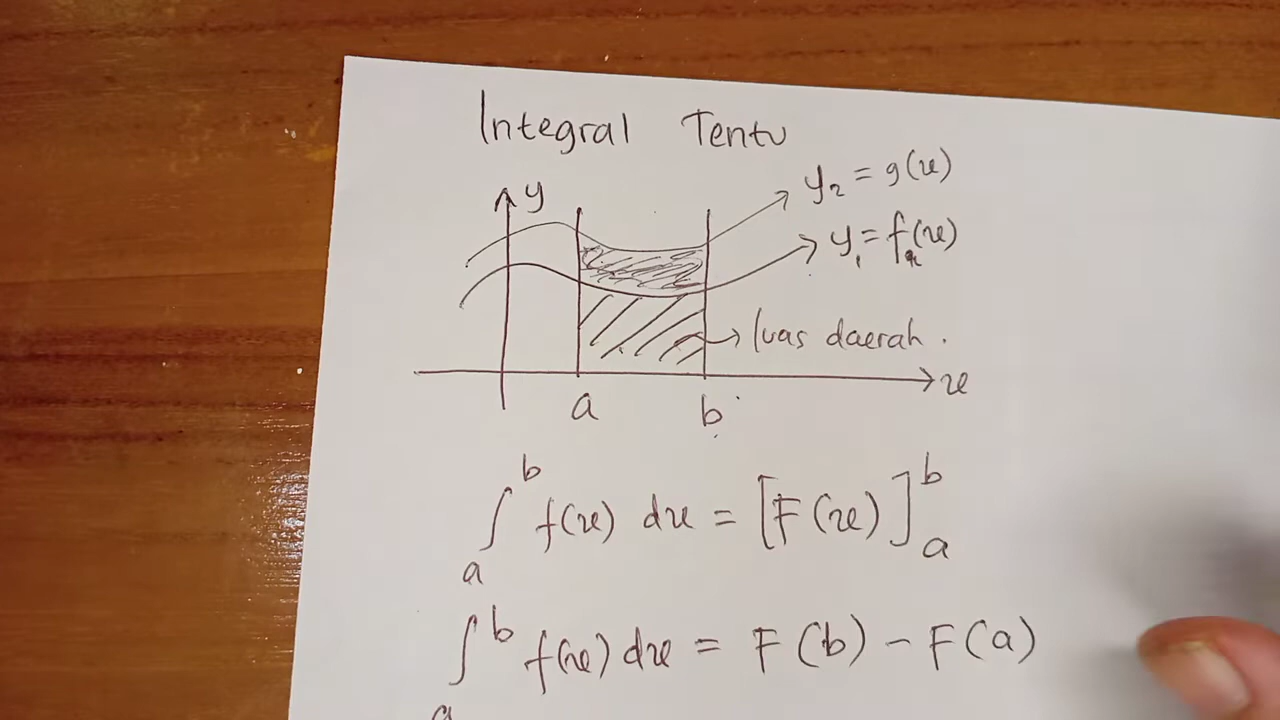 Integral Tentu
y₂ = g(x)
y
y₁ = f(x)
luas daerah.
x
a b
∫ₐᵇ f(x) dx = [F(x)]ₐᵇ
∫ₐᵇ f(x) dx = F(b) - F(a)